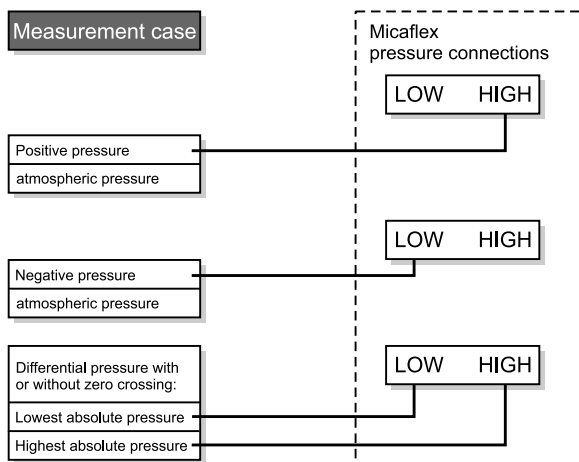 Measurement case
Micaflex
pressure connections
LOW HIGH
Positive pressure
atmospheric pressure
LOW HIGH
Negative pressure
atmospheric pressure
LOW HIGH
Differential pressure with
or without zero crossing:
Lowest absolute pressure
Highest absolute pressure